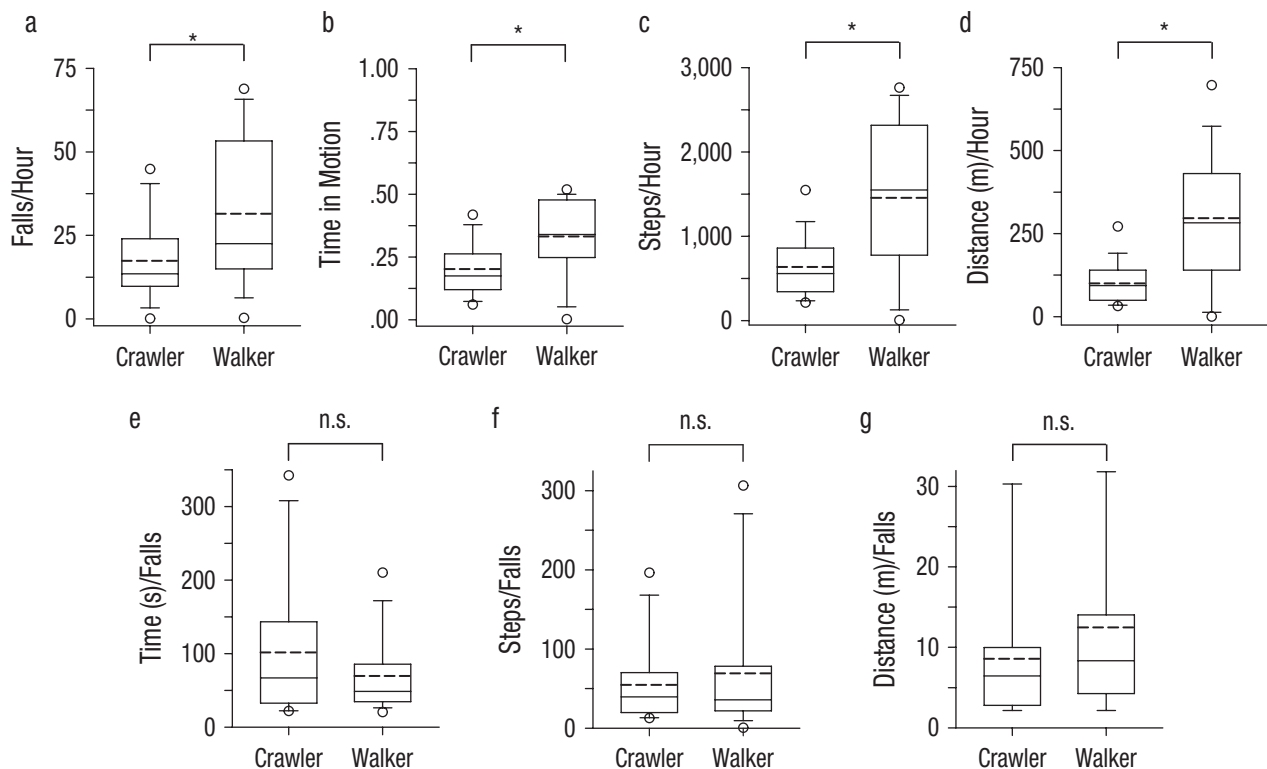 a
*
Falls/Hour
75
50
25
0
Crawler Walker
b
*
Time in Motion
1.00
.75
.50
.25
.00
Crawler Walker
c
*
Steps/Hour
3,000
2,000
1,000
0
Crawler Walker
d
*
Distance (m)/Hour
750
500
250
0
Crawler Walker
e
n.s.
Time (s)/Falls
300
200
100
0
Crawler Walker
f
n.s.
Steps/Falls
300
200
100
0
Crawler Walker
g
n.s.
Distance (m)/Falls
30
20
10
0
Crawler Walker